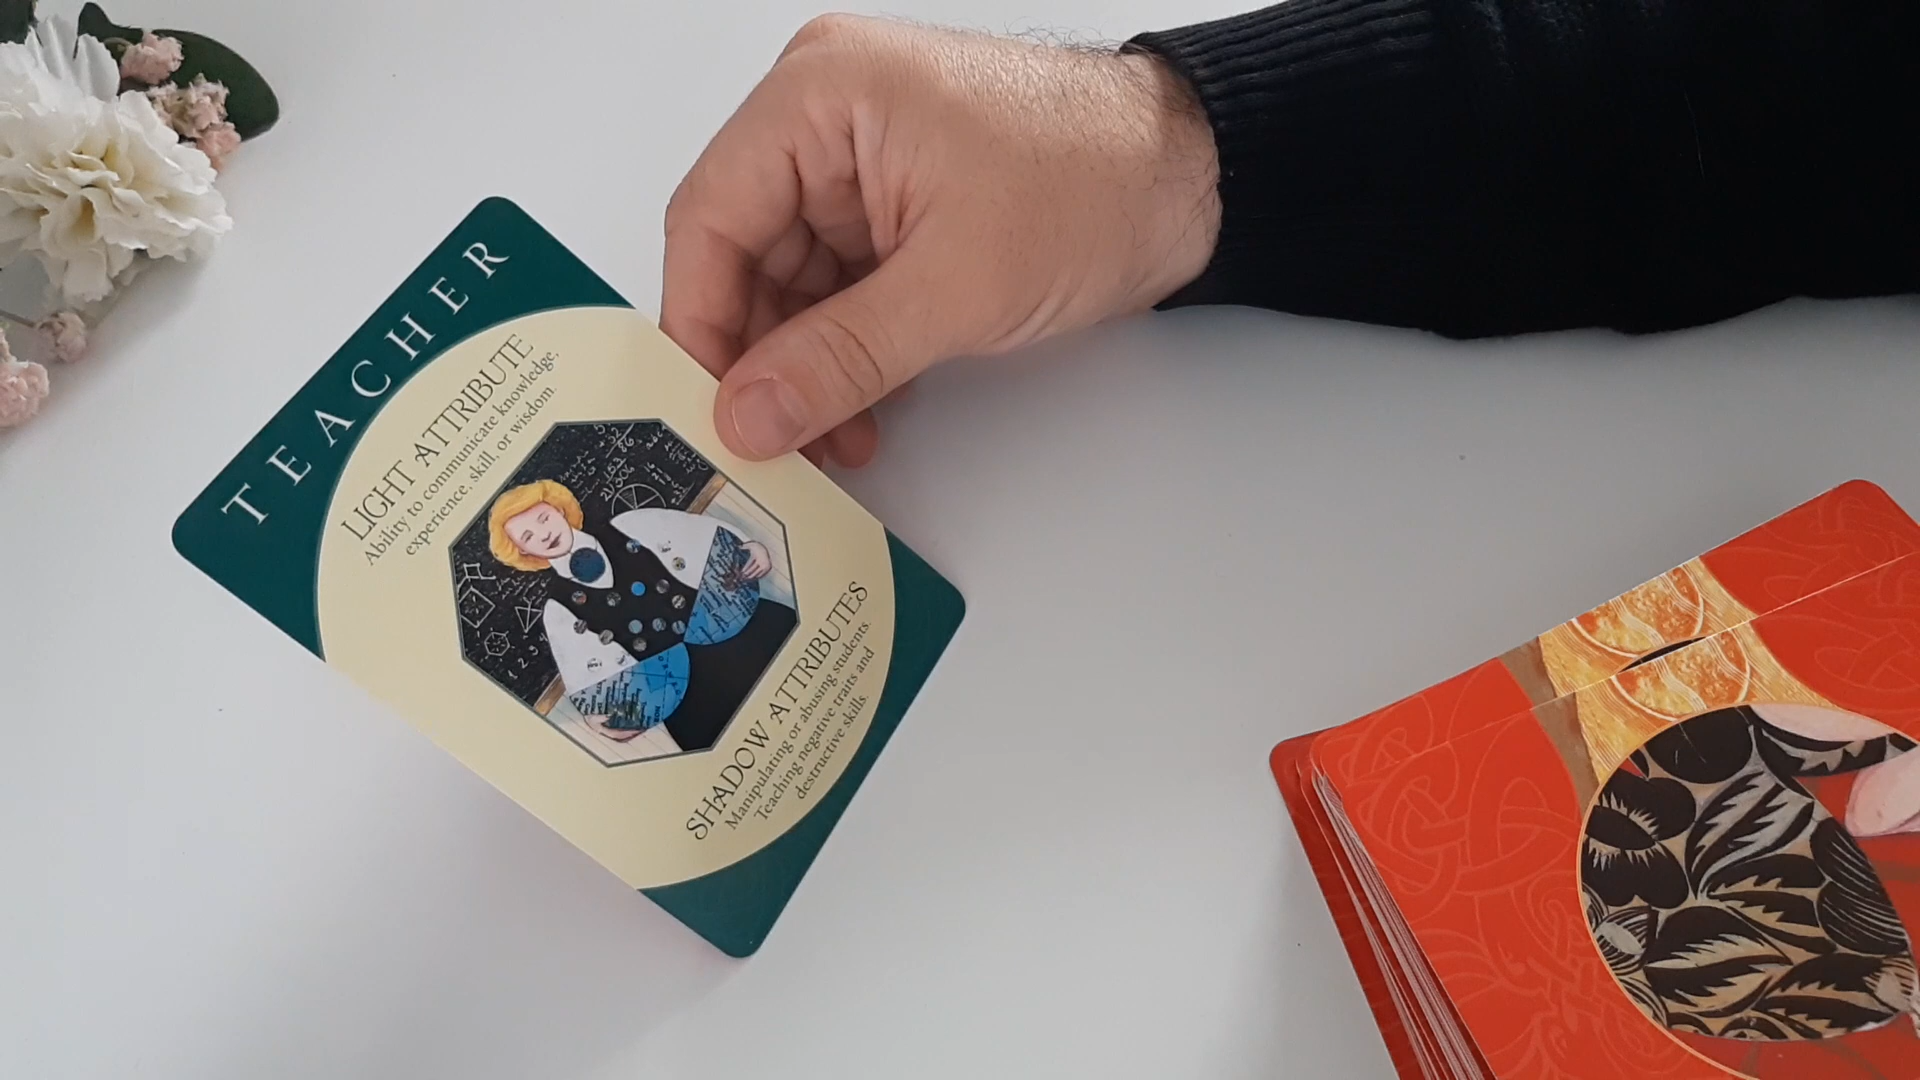 TEACHER
LIGHT ATTRIBUTE
Ability to communicate knowledge,
experience, skill, or wisdom.
SHADOW ATTRIBUTES
Manipulating or abusing students.
Teaching negative traits and
destructive skills.